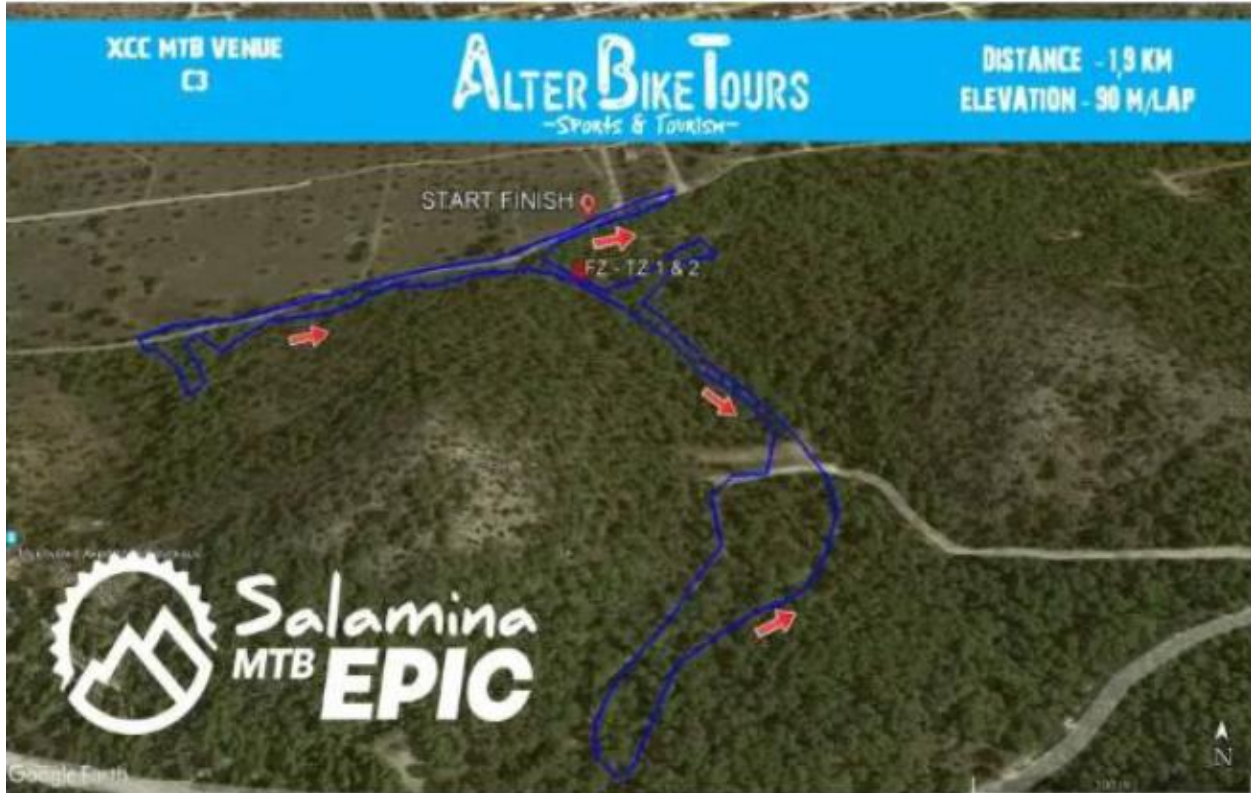 XCC MTB VENUE
C3
ALTER BIKE TOURS
-SPORTS & TOURISM-
DISTANCE - 1,9 KM
ELEVATION - 90 M/LAP
START FINISH
FZ - TZ 1 & 2
Salamina
MTB EPIC
Google Earth
N